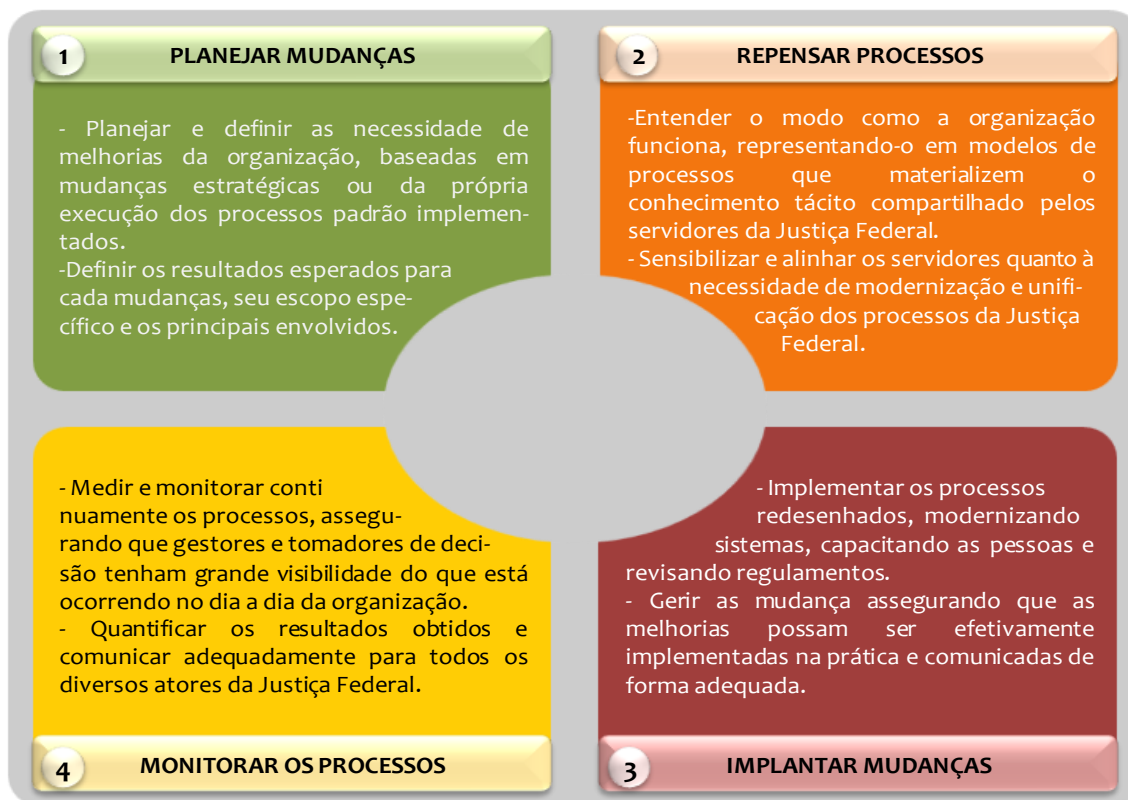 1
PLANEJAR MUDANÇAS
- Planejar e definir as necessidade de
melhorias da organização, baseadas em
mudanças estratégicas ou da própria
execução dos processos padrão implemen-
tados.
-Definir os resultados esperados para
cada mudanças, seu escopo espe-
cífico e os principais envolvidos.
2
REPENSAR PROCESSOS
-Entender o modo como a organização
funciona, representando-o em modelos de
processos que materializem o
conhecimento tácito compartilhado pelos
servidores da Justiça Federal.
- Sensibilizar e alinhar os servidores quanto à
necessidade de modernização e unifi-
cação dos processos da Justiça
Federal.
- Implementar os processos
redesenhados, modernizando
sistemas, capacitando as pessoas e
revisando regulamentos.
- Gerir as mudança assegurando que as
melhorias possam ser efetivamente
implementadas na prática e comunicadas de
forma adequada.
3
IMPLANTAR MUDANÇAS
- Medir e monitorar conti
nuamente os processos, assegu-
rando que gestores e tomadores de deci-
são tenham grande visibilidade do que está
ocorrendo no dia a dia da organização.
- Quantificar os resultados obtidos e
comunicar adequadamente para todos os
diversos atores da Justiça Federal.
4
MONITORAR OS PROCESSOS